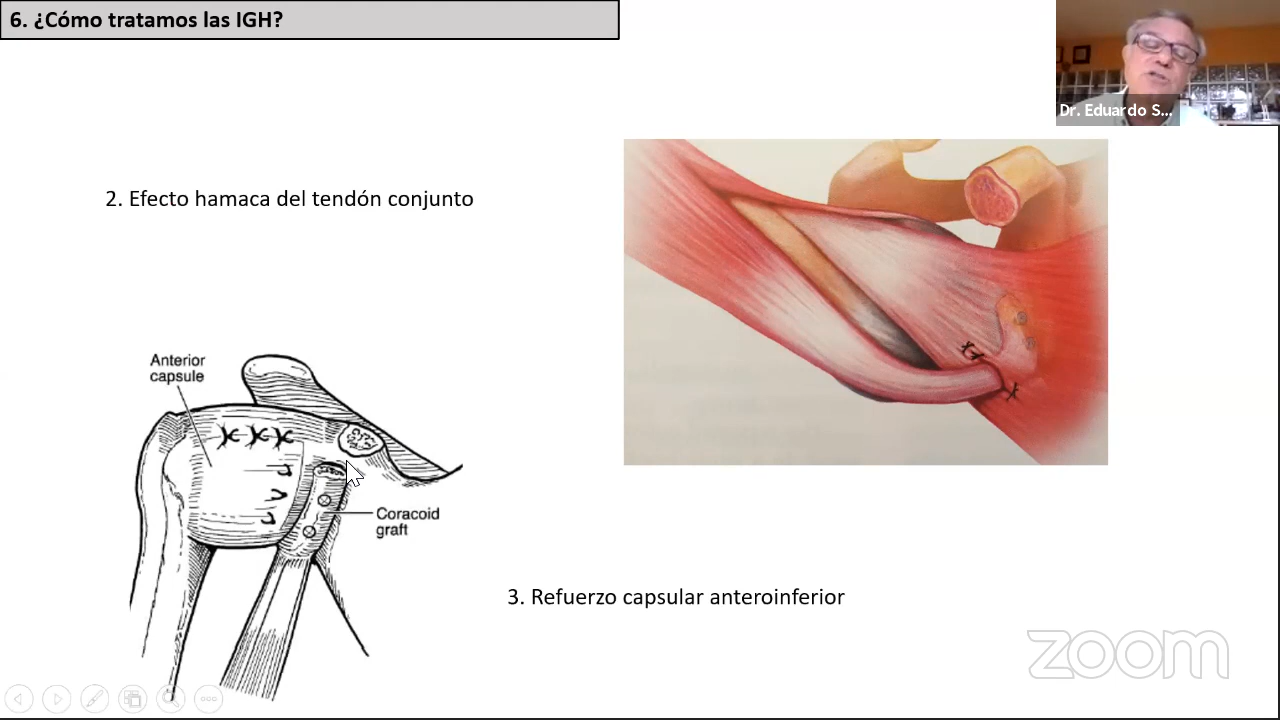 6. ¿Cómo tratamos las IGH?
Dr. Eduardo S...
2. Efecto hamaca del tendón conjunto
Anterior
capsule
Coracoid
graft
3. Refuerzo capsular anteroinferior
zoom